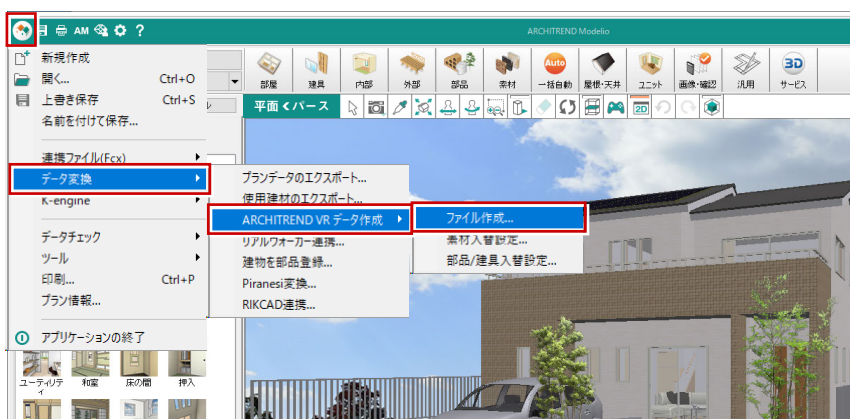 AM ?
ARCHITREND Modelio
新規作成
開く... Ctrl+O
上書き保存 Ctrl+S
名前を付けて保存...
連携ファイル(Fcx)
データ変換
K-engine
データチェック
ツール
印刷... Ctrl+P
プラン情報...
アプリケーションの終了
プランデータのエクスポート...
使用建材のエクスポート...
ARCHITREND VR データ作成
リアルウォーカー連携...
建物を部品登録...
Piranesi変換...
RIKCAD連携...
ファイル作成...
素材入替設定...
部品/建具入替設定...
部屋 建具 内部 外部 部品 素材 一括自動 屋根・天井 ユニット 画像・確認 汎用 サービス
Auto
3D
平面 < パース
2D
ユーティリティ 和室 床の間 押入